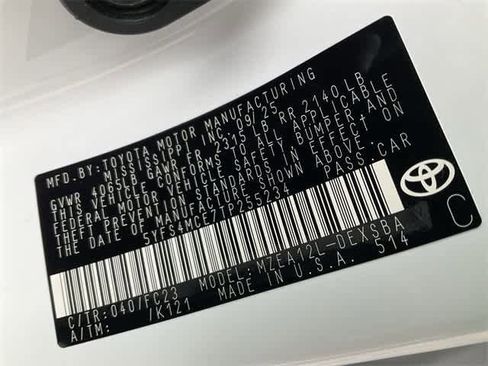 MFD.BY:TOYOTA MOTOR MANUFACTURING
MISSISSIPPI, INC. 09/25
GVWR 4065LB GAWR FR 2315LB RR 2140LB
THIS VEHICLE CONFORMS TO ALL APPLICABLE
FEDERAL MOTOR VEHICLE SAFETY, BUMPER, AND
THEFT PREVENTION STANDARDS IN EFFECT ON
THE DATE OF MANUFACTURE SHOWN ABOVE.
5YFS4MCE7TP255234 PASS.CAR
C/TR:040/FC23 MODEL:MZEA12L-DEXSBA
A/TM: /K121 MADE IN U.S.A. 514
C